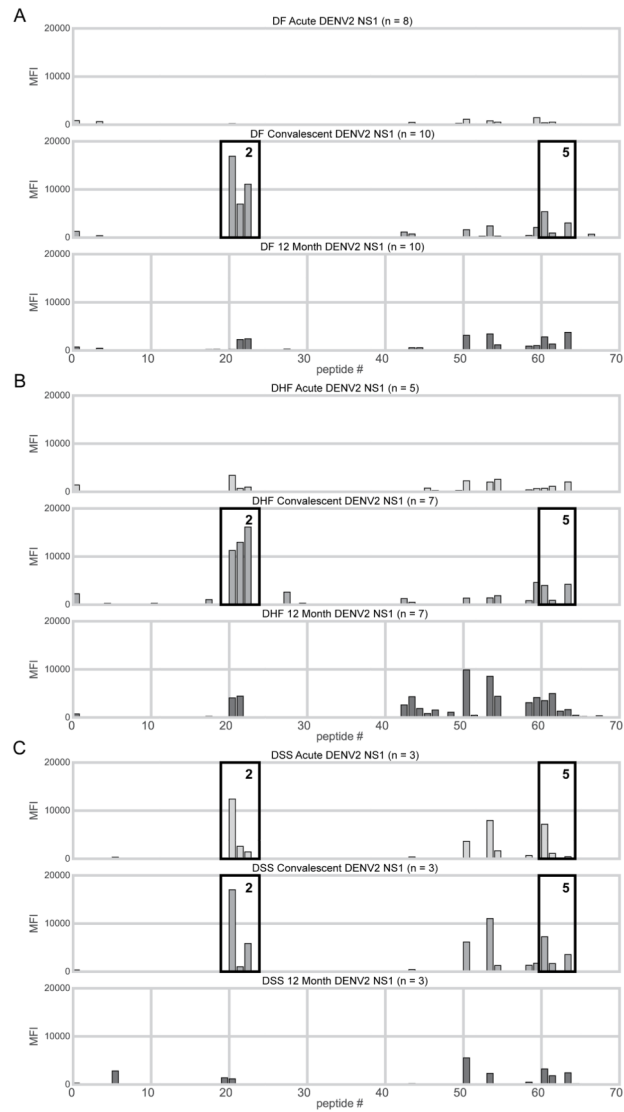 A
DF Acute DENV2 NS1 (n = 8)
20000
MFI
10000
0
DF Convalescent DENV2 NS1 (n = 10)
20000
2
5
MFI
10000
0
DF 12 Month DENV2 NS1 (n = 10)
20000
MFI
10000
0
0 10 20 30 40 50 60 70
peptide #
B
DHF Acute DENV2 NS1 (n = 5)
20000
MFI
10000
0
DHF Convalescent DENV2 NS1 (n = 7)
20000
2
5
MFI
10000
0
DHF 12 Month DENV2 NS1 (n = 7)
20000
MFI
10000
0
0 10 20 30 40 50 60 70
peptide #
C
DSS Acute DENV2 NS1 (n = 3)
20000
2
5
MFI
10000
0
DSS Convalescent DENV2 NS1 (n = 3)
20000
2
5
MFI
10000
0
DSS 12 Month DENV2 NS1 (n = 3)
20000
MFI
10000
0
0 10 20 30 40 50 60 70
peptide #